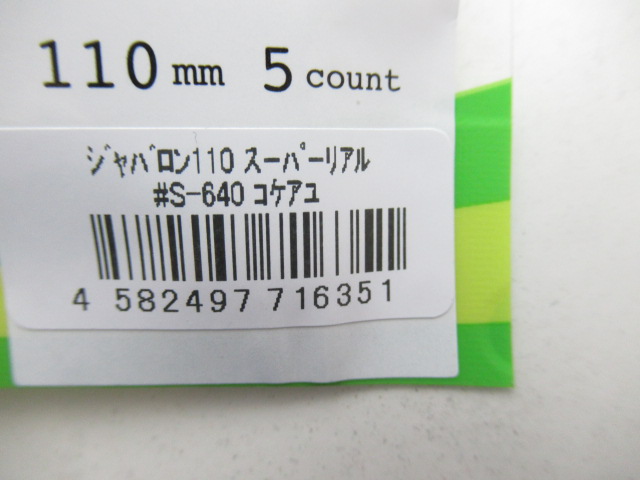 110 mm 5 count
ｼﾞｬﾊﾞﾛﾝ110 ｽｰﾊﾟｰﾘｱﾙ
#S-640 ｺｹｱﾕ
4 582497 716351